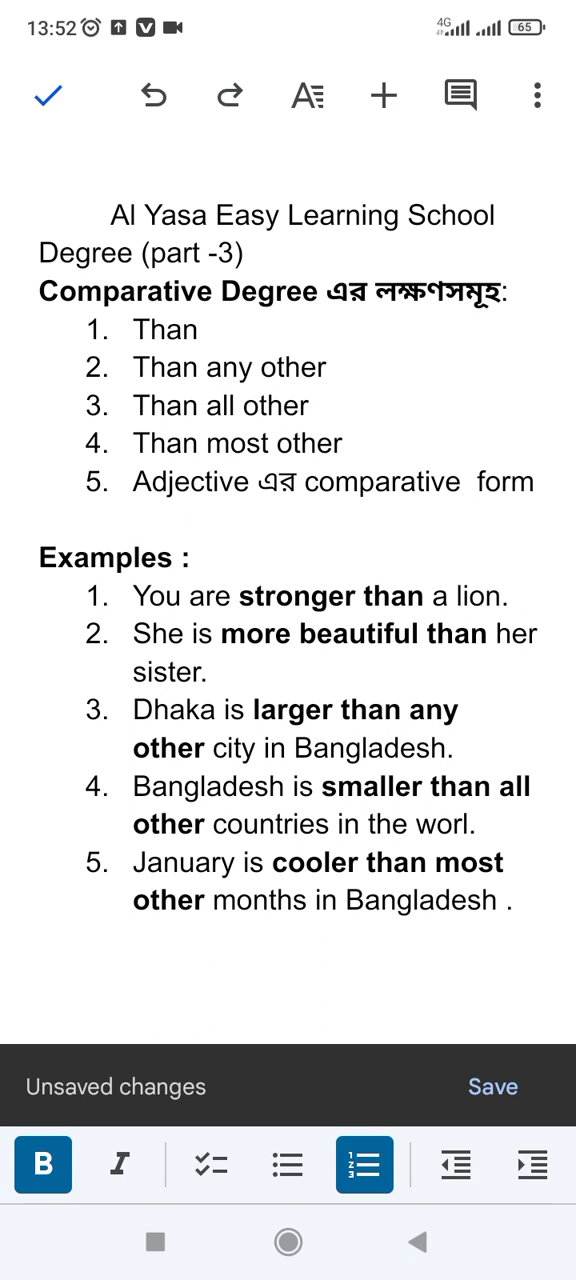 13:52
4G
65
Al Yasa Easy Learning School
Degree (part -3)
Comparative Degree এর লক্ষণসমূহ:
1. Than
2. Than any other
3. Than all other
4. Than most other
5. Adjective এর comparative form
Examples :
1. You are stronger than a lion.
2. She is more beautiful than her
sister.
3. Dhaka is larger than any
other city in Bangladesh.
4. Bangladesh is smaller than all
other countries in the worl.
5. January is cooler than most
other months in Bangladesh .
Unsaved changes
Save
B I